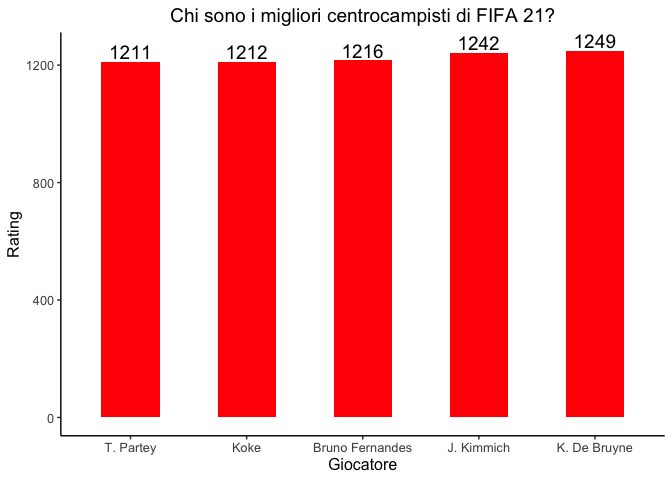 Chi sono i migliori centrocampisti di FIFA 21?
1211
1212
1216
1242
1249
1200
800
400
0
Rating
T. Partey
Koke
Bruno Fernandes
J. Kimmich
K. De Bruyne
Giocatore